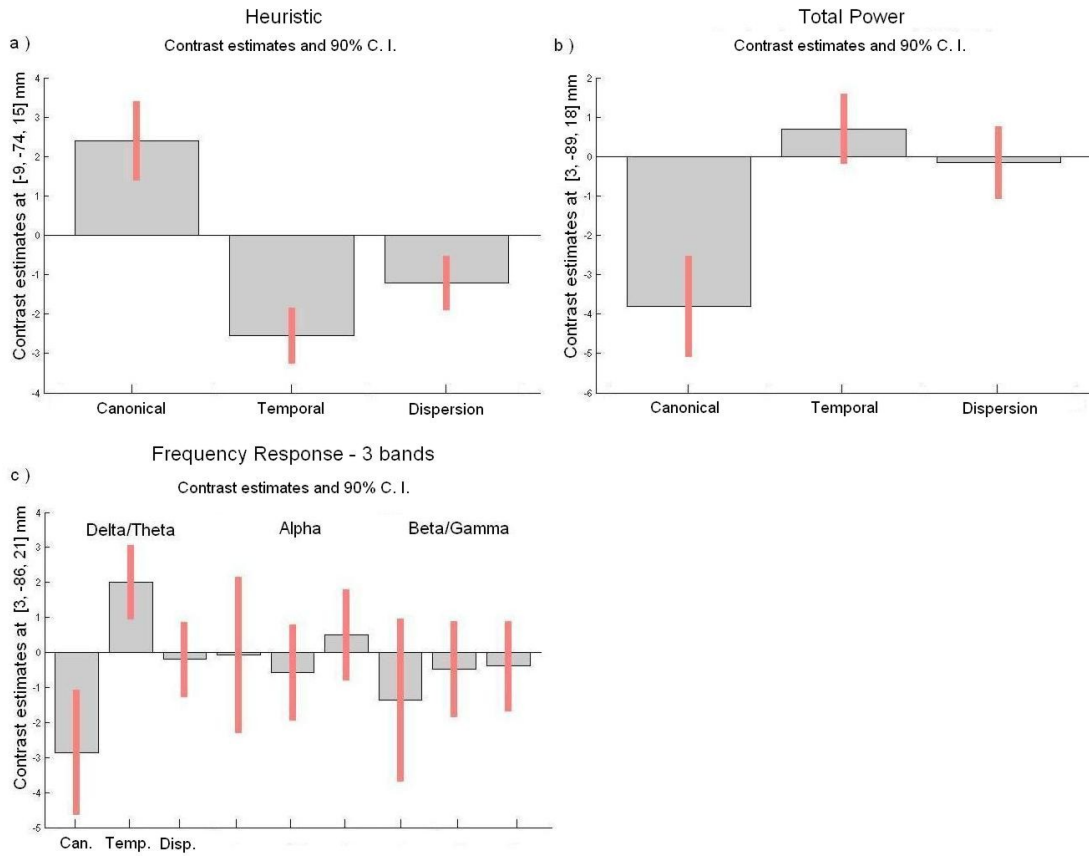 Heuristic
a )
Contrast estimates and 90% C. I.
Contrast estimates at [-9, -74, 15] mm
4
3
2
1
0
-1
-2
-3
-4
Canonical Temporal Dispersion
Total Power
b )
Contrast estimates and 90% C. I.
Contrast estimates at [3, -89, 18] mm
2
1
0
-1
-2
-3
-4
-5
-6
Canonical Temporal Dispersion
Frequency Response - 3 bands
c )
Contrast estimates and 90% C. I.
Contrast estimates at [3, -86, 21] mm
Delta/Theta Alpha Beta/Gamma
4
3
2
1
0
-1
-2
-3
-4
-5
Can. Temp. Disp.